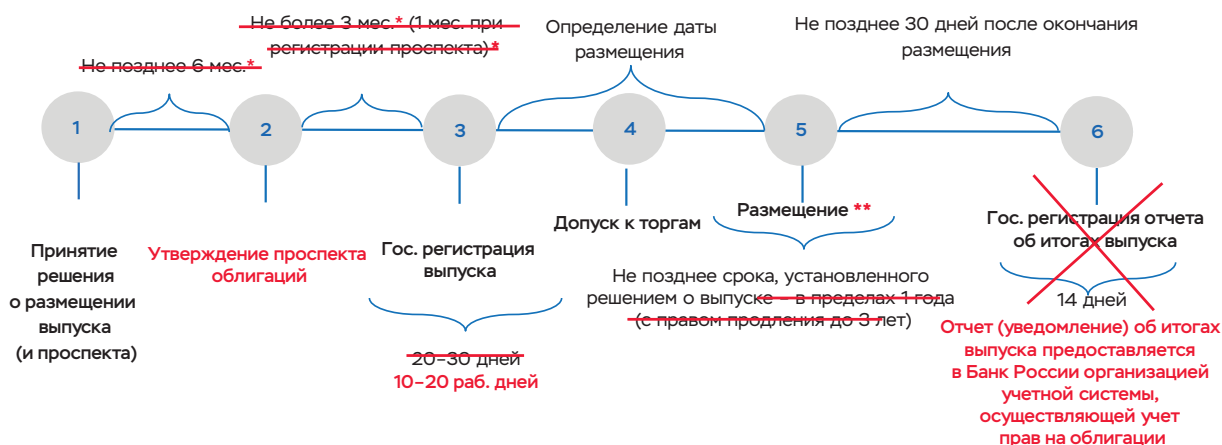 Не более 3 мес.* (1 мес. при
регистрации проспекта)*
Не позднее 6 мес.*
Определение даты
размещения
Не позднее 30 дней после окончания
размещения
1
2
3
4
5
6
Принятие
решения
о размещении
выпуска
(и проспекта)
Утверждение проспекта
облигаций
Гос. регистрация
выпуска
20–30 дней
10–20 раб. дней
Допуск к торгам
Размещение **
Не позднее срока, установленного
решением о выпуске – в пределах 1 года
(с правом продления до 3 лет)
Гос. регистрация отчета
об итогах выпуска
14 дней
Отчет (уведомление) об итогах
выпуска предоставляется
в Банк России организацией
учетной системы,
осуществляющей учет
прав на облигации